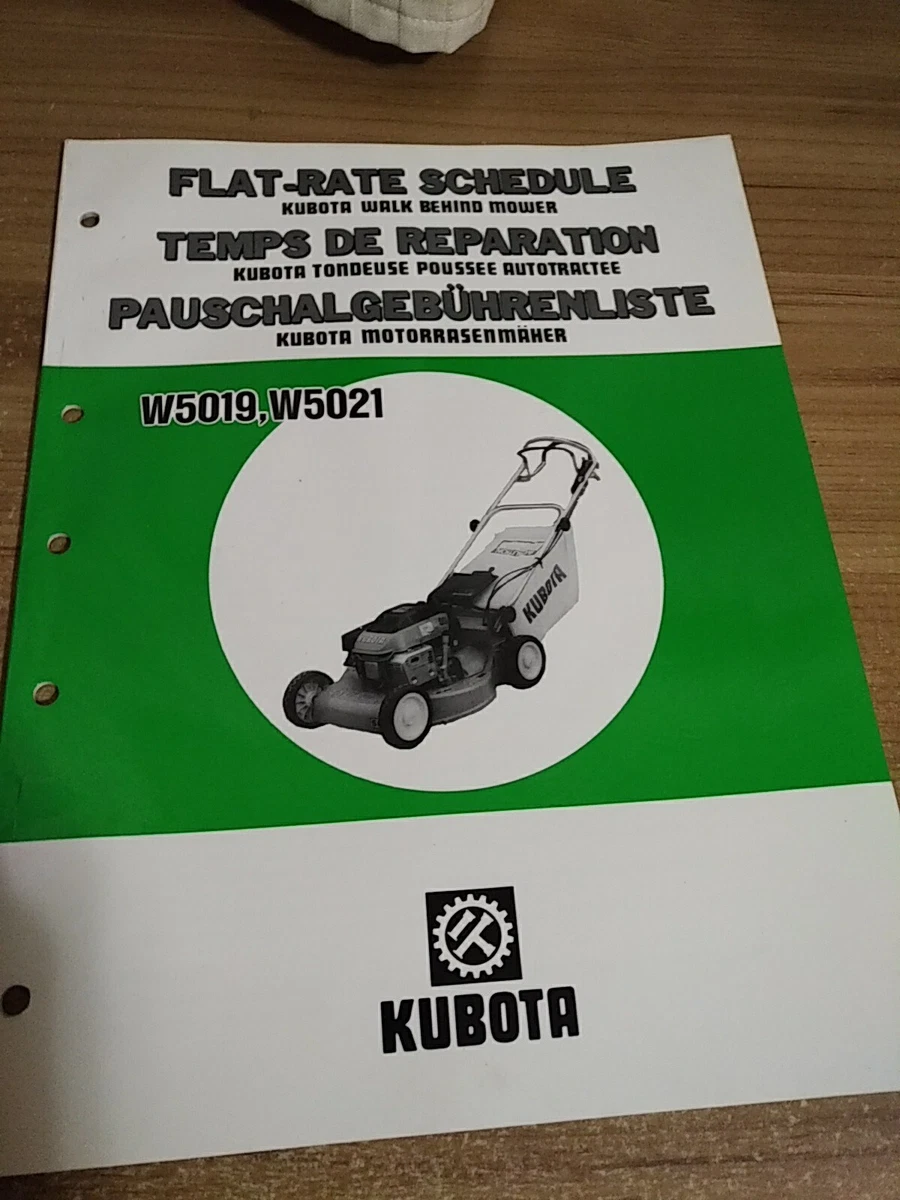 FLAT-RATE SCHEDULE
KUBOTA WALK BEHIND MOWER
TEMPS DE REPARATION
KUBOTA TONDEUSE POUSSEE AUTOTRACTEE
PAUSCHALGEBÜHRENLISTE
KUBOTA MOTORRASENMÄHER
W5019, W5021
KUBOTA
KUBOTA
KUBOTA